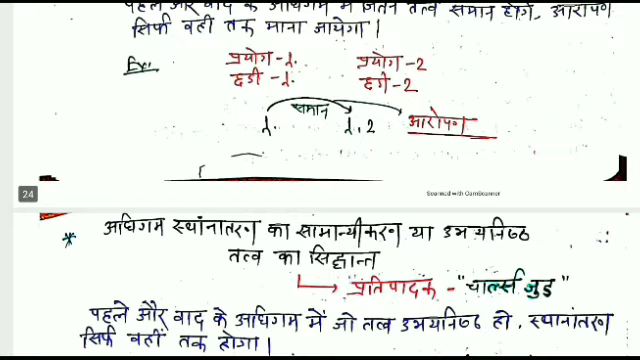 पहले और बाद के अधिगम में जितने तत्व समान होंगे, आरोपण
सिर्फ वहीं तक माना जायेगा।
Ex:-
प्रयोग -1. प्रयोग -2
छडी -1. छडी -2
समान
1. 1. 2 आरोपण
24
Scanned with CamScanner
* अधिगम स्थांनातरण का सामान्यीकरण या उभयनिष्ठ
तत्व का सिद्धान्त
प्रतिपादक - "चार्ल्स जुड"
पहले और वाद के अधिगम में जो तत्व उभयनिष्ठ हो, स्थानांतरण
सिर्फ वहीं तक होगा।